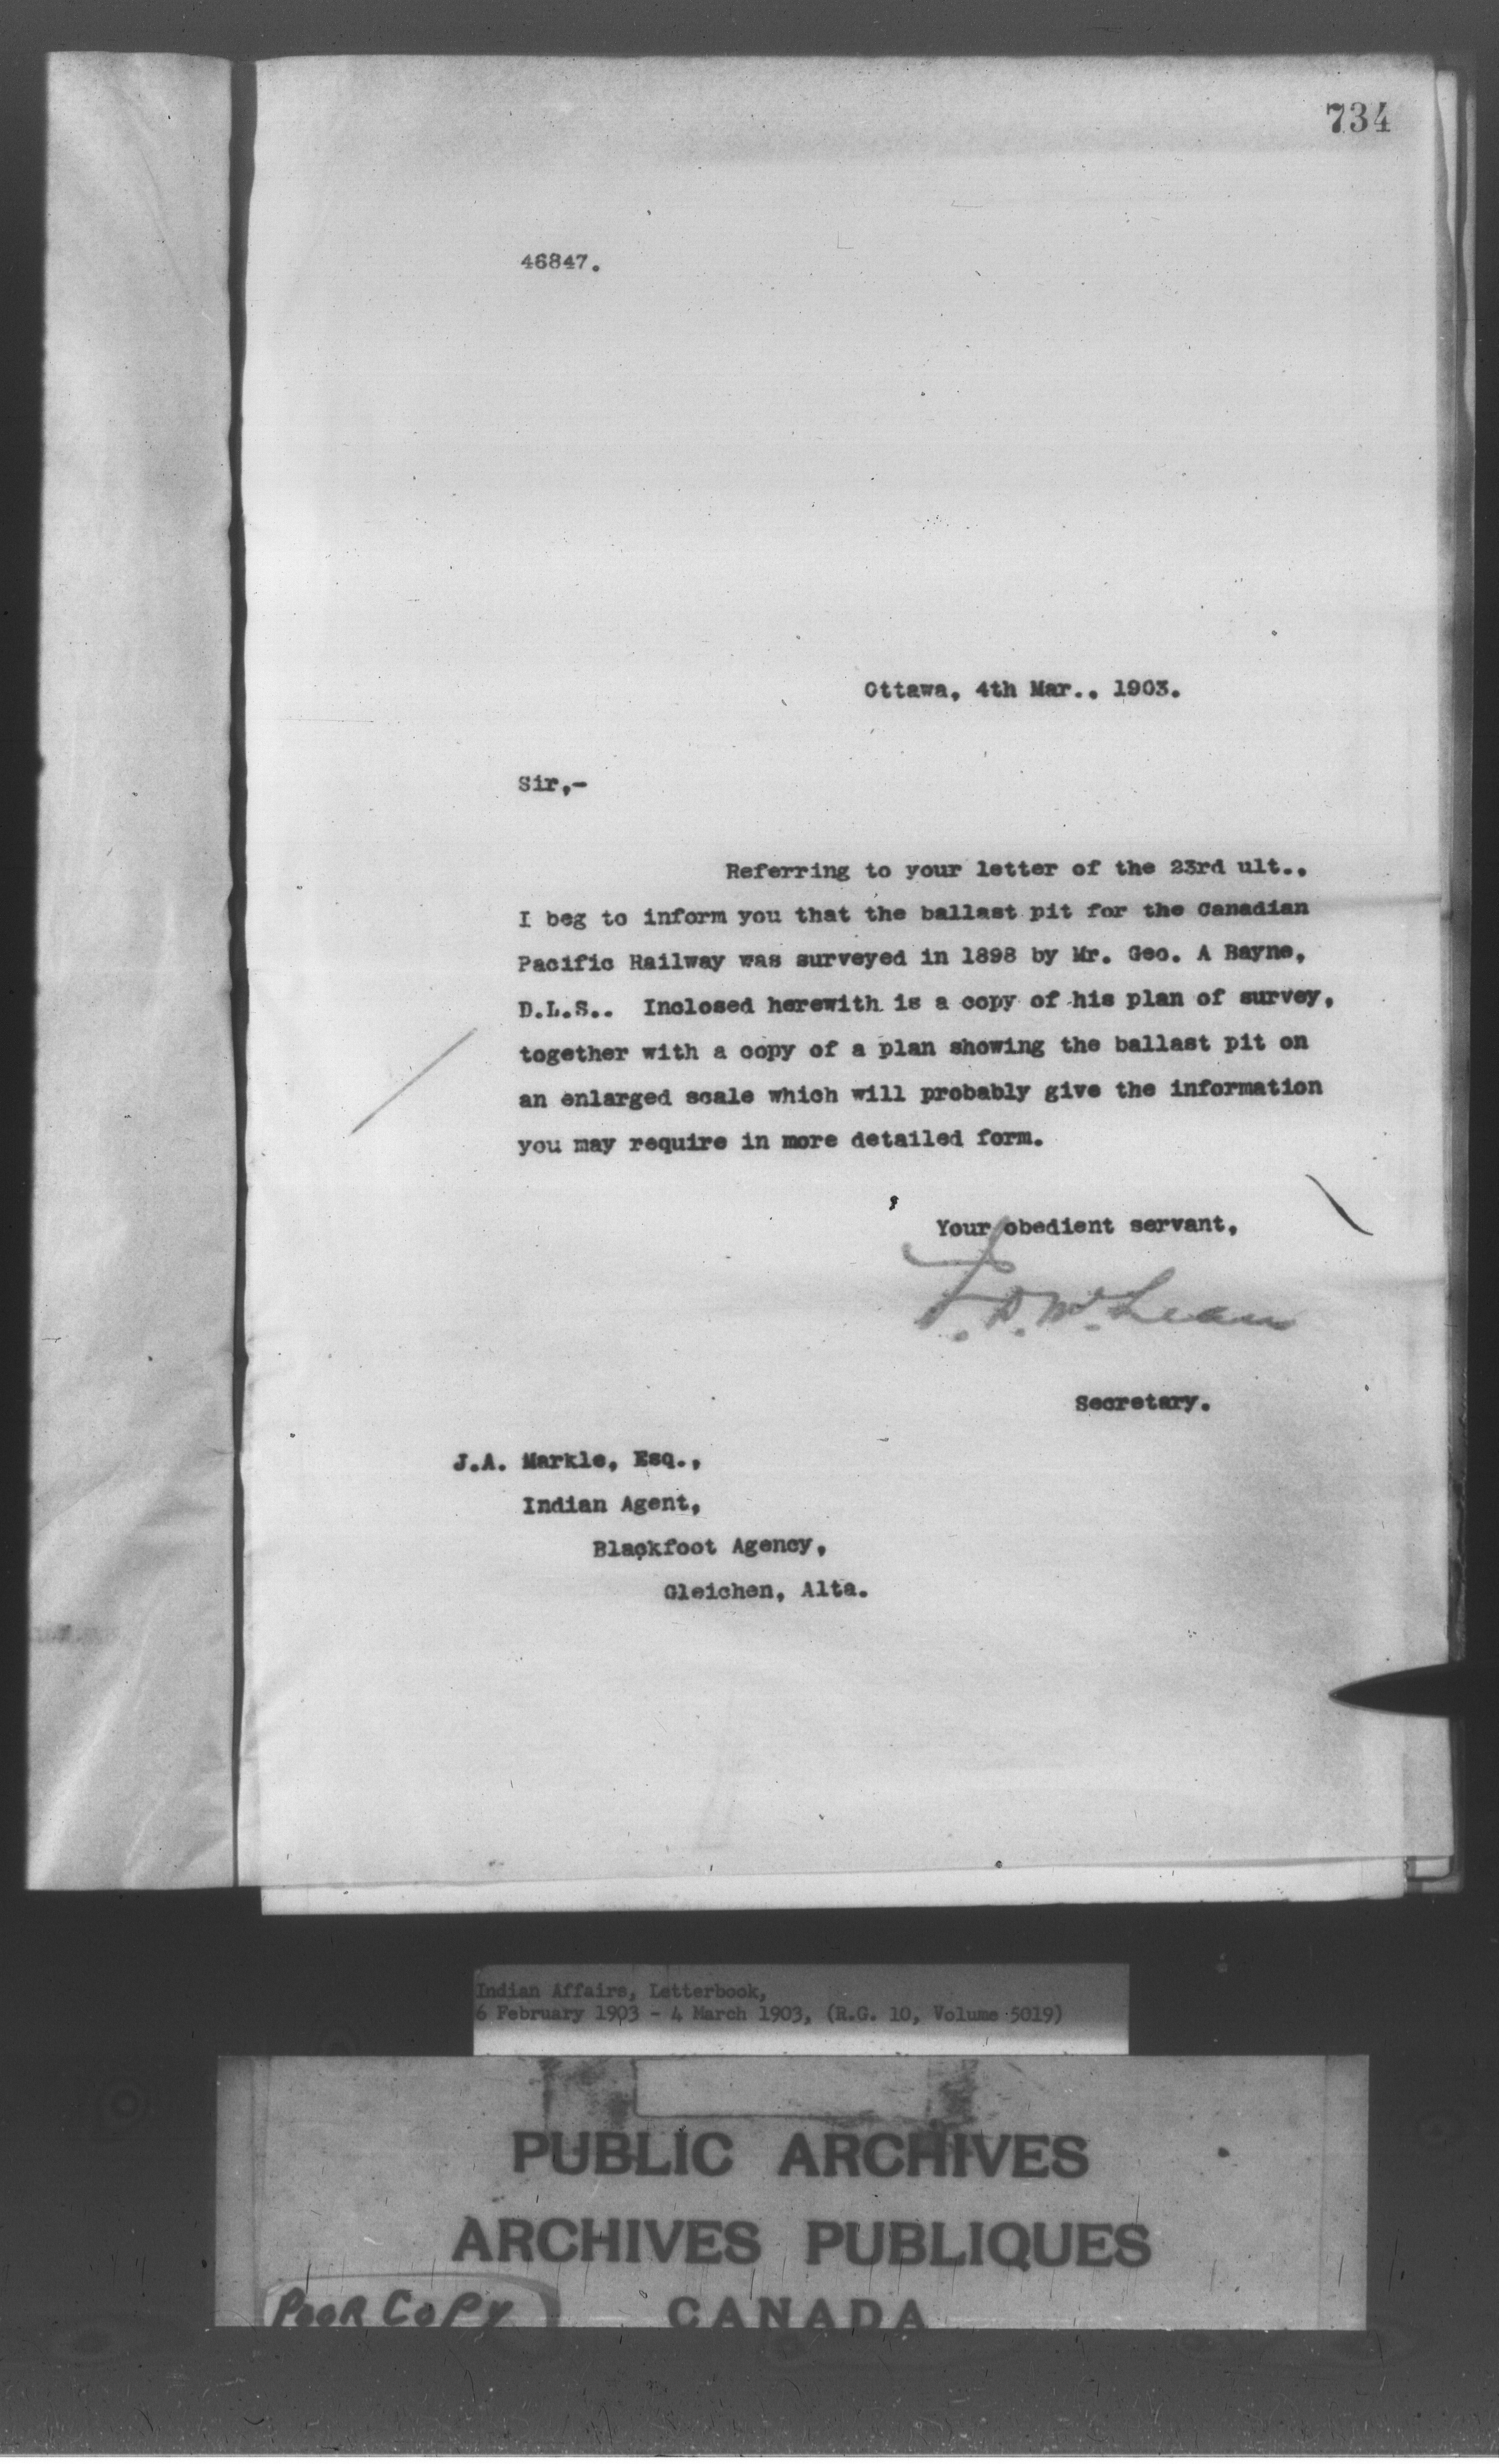 734
46847.
Ottawa, 4th Mar., 1903.
Sir,-
Referring to your letter of the 23rd ult.,
I beg to inform you that the ballast pit for the Canadian
Pacific Railway was surveyed in 1898 by Mr. Geo. A Bayne,
D.L.S.. Inclosed herewith is a copy of his plan of survey,
together with a copy of a plan showing the ballast pit on
an enlarged scale which will probably give the information
you may require in more detailed form.
Your obedient servant,
J. D. McLean
Secretary.
J.A. Markle, Esq.,
Indian Agent,
Blackfoot Agency,
Gleichen, Alta.
Indian Affairs, Letterbook,
6 February 1903 - 4 March 1903, (R.G. 10, Volume 5019)
PUBLIC ARCHIVES
ARCHIVES PUBLIQUES
POOR COPY
CANADA